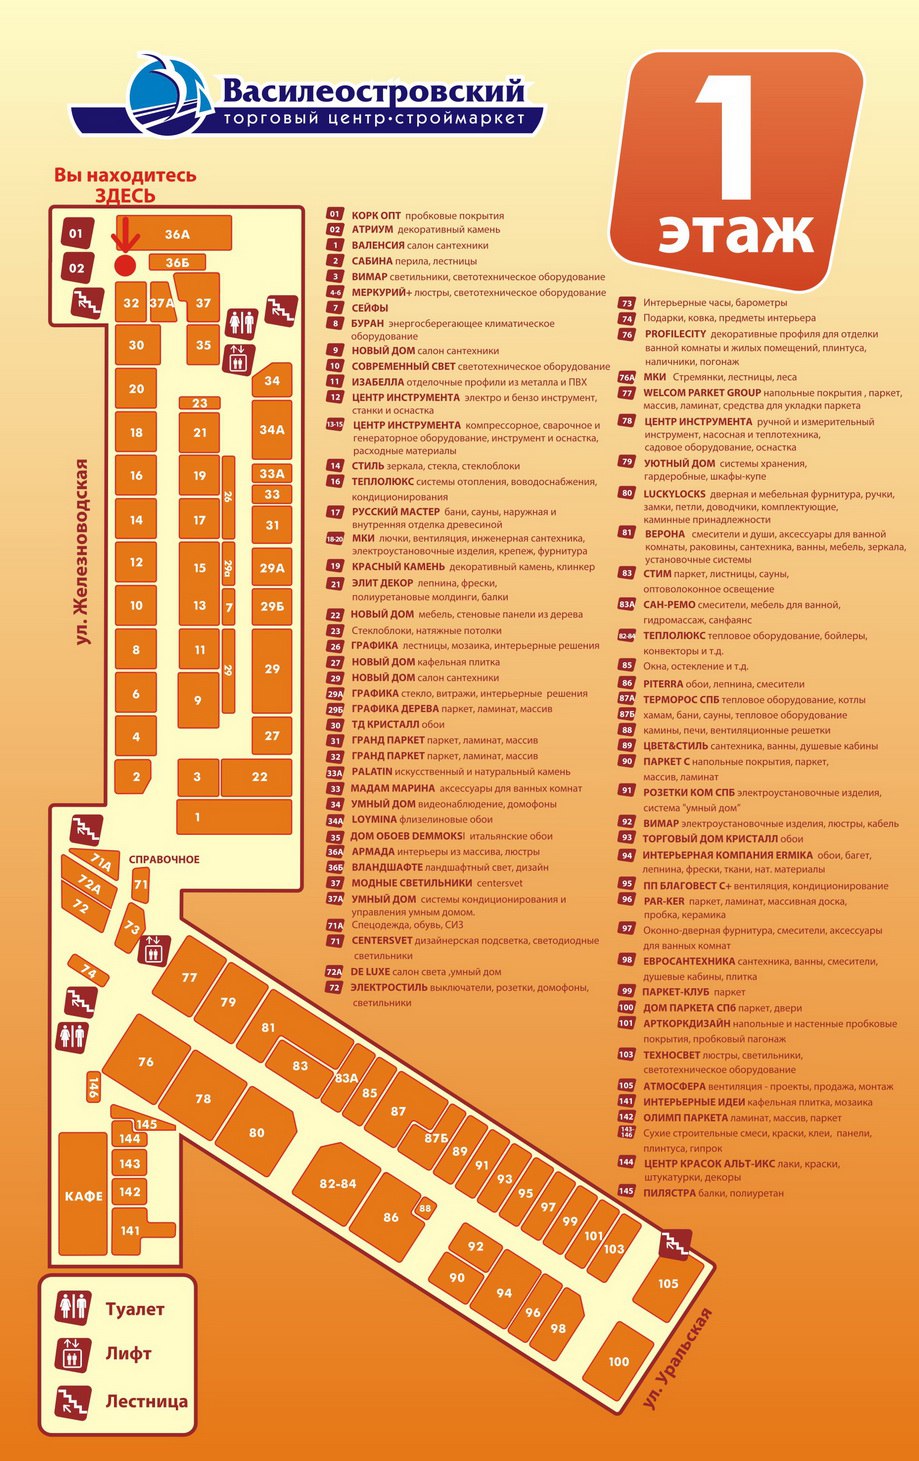 Василеостровский
торговый центр·строймаркет
1
этаж
Вы находитесь
ЗДЕСЬ
01
36А
02
36Б
32
37А
37
30
35
34
20
23
18
21
34А
16
19
33А
26
33
14
17
31
12
15
29а
29А
10
13
7
29Б
8
11
29
29
6
9
4
27
2
3
22
1
ул. Железноводская
СПРАВОЧНОЕ
71А
72А
71
72
73
74
77
79
81
83
83А
85
87
87Б
89
91
93
95
97
99
101
103
105
76
78
80
82-84
86
88
92
90
94
96
98
100
146
145
144
143
142
141
КАФЕ
ул. Уральская
Туалет
Лифт
Лестница
01 КОРК ОПТ пробковые покрытия
02 АТРИУМ декоративный камень
1 ВАЛЕНСИЯ салон сантехники
2 САБИНА перила, лестницы
3 ВИМАР светильники, светотехническое оборудование
4-6 МЕРКУРИЙ+ люстры, светотехническое оборудование
7 СЕЙФЫ
8 БУРАН энергосберегающее климатическое
оборудование
9 НОВЫЙ ДОМ салон сантехники
10 СОВРЕМЕННЫЙ СВЕТ светотехническое оборудование
11 ИЗАБЕЛЛА отделочные профили из металла и ПВХ
12 ЦЕНТР ИНСТРУМЕНТА электро и бензо инструмент,
станки и оснастка
13-15 ЦЕНТР ИНСТРУМЕНТА компрессорное, сварочное и
генераторное оборудование, инструмент и оснастка,
расходные материалы
14 СТИЛЬ зеркала, стекла, стеклоблоки
16 ТЕПЛОЛЮКС системы отопления, воводоснабжения,
кондиционирования
17 РУССКИЙ МАСТЕР бани, сауны, наружная и
внутренняя отделка древесиной
18-20 МКИ лючки, вентиляция, инженерная сантехника,
электроустановочные изделия, крепеж, фурнитура
19 КРАСНЫЙ КАМЕНЬ декоративный камень, клинкер
21 ЭЛИТ ДЕКОР лепнина, фрески,
полиуретановые молдинги, балки
22 НОВЫЙ ДОМ мебель, стеновые панели из дерева
23 Стеклоблоки, натяжные потолки
26 ГРАФИКА лестницы, мозаика, интерьерные решения
27 НОВЫЙ ДОМ кафельная плитка
29 НОВЫЙ ДОМ салон сантехники
29А ГРАФИКА стекло, витражи, интерьерные решения
29Б ГРАФИКА ДЕРЕВА паркет, ламинат, массив
30 ТД КРИСТАЛЛ обои
31 ГРАНД ПАРКЕТ паркет, ламинат, массив
32 ГРАНД ПАРКЕТ паркет, ламинат, массив
33А PALATIN искусственный и натуральный камень
33 МАДАМ МАРИНА аксессуары для ванных комнат
34 УМНЫЙ ДОМ видеонаблюдение, домофоны
34А LOYMINA флизелиновые обои
35 ДОМ ОБОЕВ DEMMOKSI итальянские обои
36А АРМАДА интерьеры из массива, люстры
36Б ВЛАНДШАФТЕ ландшафтный свет, дизайн
37 МОДНЫЕ СВЕТИЛЬНИКИ centersvet
37А УМНЫЙ ДОМ системы кондиционирования и
управления умным домом.
71А Спецодежда, обувь, СИЗ
71 CENTERSVET дизайнерская подсветка, светодиодные
светильники
72А DE LUXE салон света ,умный дом
72 ЭЛЕКТРОСТИЛЬ выключатели, розетки, домофоны,
светильники
73 Интерьерные часы, барометры
74 Подарки, ковка, предметы интерьера
76 PROFILECITY декоративные профиля для отделки
ванной комнаты и жилых помещений, плинтуса,
наличники, погонаж
76А МКИ Стремянки, лестницы, леса
77 WELCOM PARKET GROUP напольные покрытия , паркет,
массив, ламинат, средства для укладки паркета
78 ЦЕНТР ИНСТРУМЕНТА ручной и измерительный
инструмент, насосная и теплотехника,
садовое оборудование, оснастка
79 УЮТНЫЙ ДОМ системы хранения,
гардеробные, шкафы-купе
80 LUCKYLOCKS дверная и мебельная фурнитура, ручки,
замки, петли, доводчики, комплектующие,
каминные принадлежности
81 ВЕРОНА смесители и души, аксессуары для ванной
комнаты, раковины, сантехника, ванны, мебель, зеркала,
установочные системы
83 СТИМ паркет, листницы, сауны,
оптоволоконное освещение
83А САН-РЕМО смесители, мебель для ванной,
гидромассаж, санфаянс
82-84 ТЕПЛОЛЮКС тепловое оборудование, бойлеры,
конвекторы и т.д.
85 Окна, остекление и т.д.
86 PITERRA обои, лепнина, смесители
87А ТЕРМОРОС СПБ тепловое оборудование, котлы
87Б хамам, бани, сауны, тепловое оборудование
88 камины, печи, вентиляционные решетки
89 ЦВЕТ&СТИЛЬ сантехника, ванны, душевые кабины
90 ПАРКЕТ С напольные покрытия, паркет,
массив, ламинат
91 РОЗЕТКИ КОМ СПБ электроустановочные изделия,
система "умный дом"
92 ВИМАР электроустановочные изделия, люстры, кабель
93 ТОРГОВЫЙ ДОМ КРИСТАЛЛ обои
94 ИНТЕРЬЕРНАЯ КОМПАНИЯ ERMIKA обои, багет,
лепнина, фрески, ткани, нат. материалы
95 ПП БЛАГОВЕСТ С+ вентиляция, кондиционирование
96 PAR-KER паркет, ламинат, массивная доска,
пробка, керамика
97 Оконно-дверная фурнитура, смесители, аксессуары
для ванных комнат
98 ЕВРОСАНТЕХНИКА сантехника, ванны, смесители,
душевые кабины, плитка
99 ПАРКЕТ-КЛУБ паркет
100 ДОМ ПАРКЕТА СПб паркет, двери
101 АРТКОРКДИЗАЙН напольные и настенные пробковые
покрытия, пробковый пагонаж
103 ТЕХНОСВЕТ люстры, светильники,
светотехническое оборудование
105 АТМОСФЕРА вентиляция - проекты, продажа, монтаж
141 ИНТЕРЬЕРНЫЕ ИДЕИ кафельная плитка, мозаика
142 ОЛИМП ПАРКЕТА ламинат, массив, паркет
143-146 Сухие строительные смеси, краски, клеи, панели,
плинтуса, гипрок
144 ЦЕНТР КРАСОК АЛЬТ-ИКС лаки, краски,
штукатурки, декоры
145 ПИЛЯСТРА балки, полиуретан